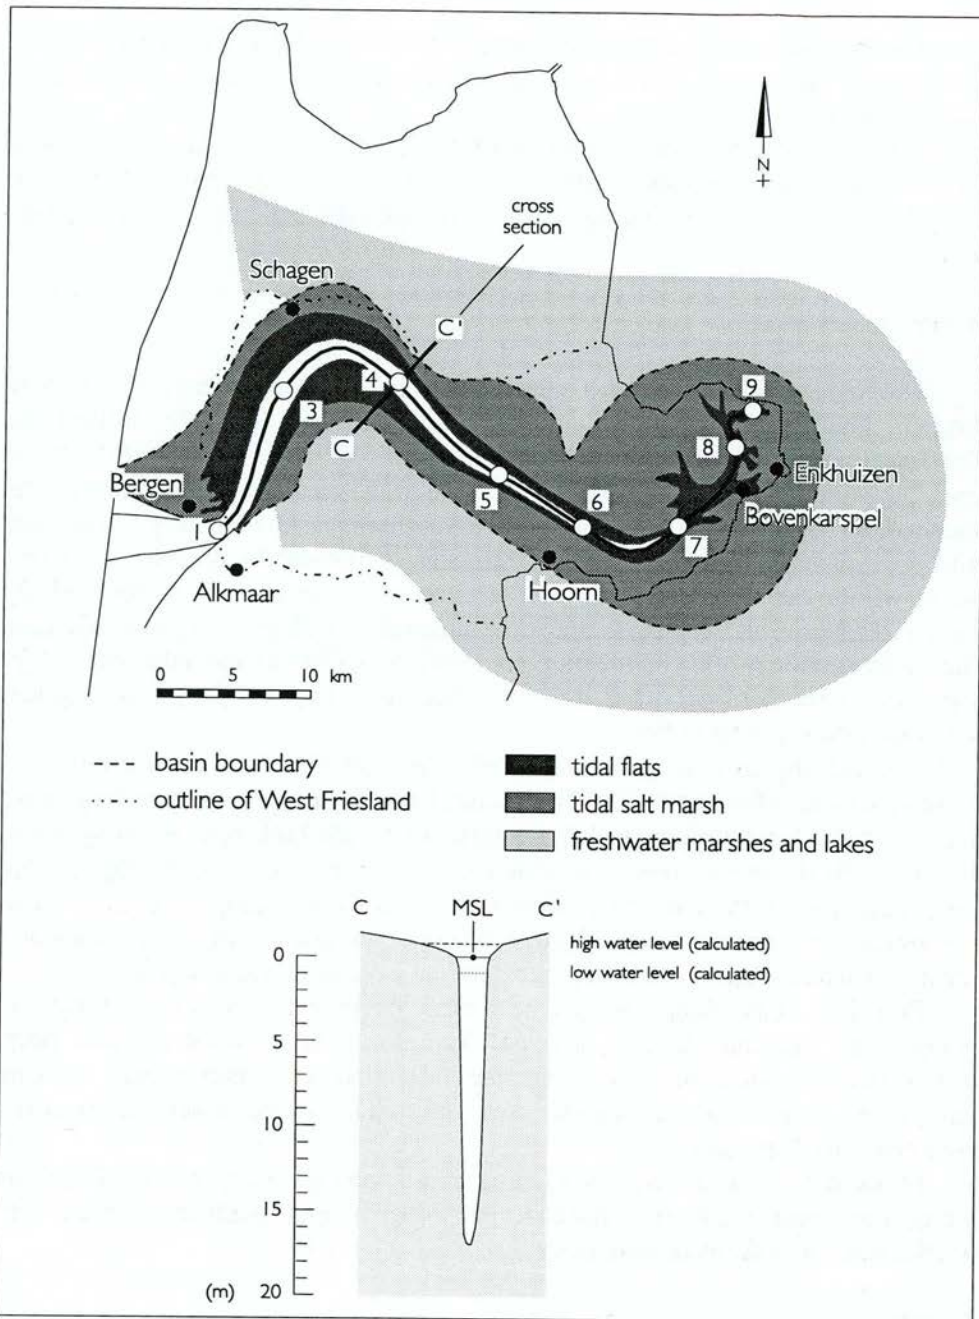 N
cross
section
Schagen
C'
4
3
C
9
8
Enkhuizen
Bergen
5
6
Bovenkarspel
1
7
Alkmaar
Hoorn
0 5 10 km
basin boundary
outline of West Friesland
tidal flats
tidal salt marsh
freshwater marshes and lakes
C MSL C'
high water level (calculated)
low water level (calculated)
0
5
10
15
(m) 20